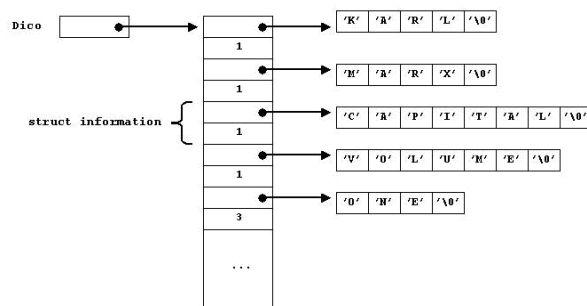 Dico
'K' 'A' 'R' 'L' '\0'
1
'M' 'A' 'R' 'X' '\0'
1
struct information
'C' 'A' 'P' 'I' 'T' 'A' 'L' '\0'
1
'V' 'O' 'L' 'U' 'M' 'E' '\0'
1
'O' 'N' 'E' '\0'
3
...